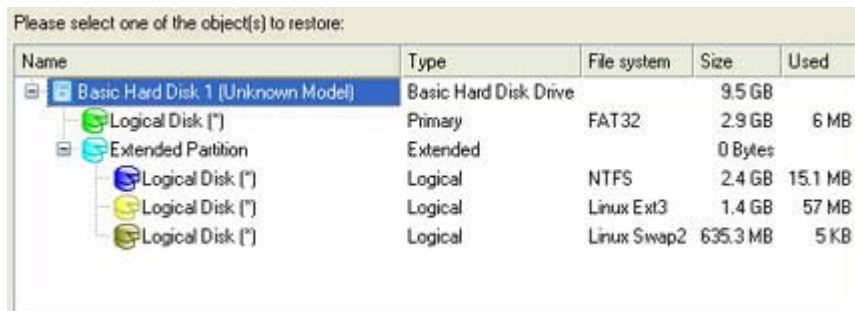 Please select one of the object(s) to restore:
Name Type File system Size Used
Basic Hard Disk 1 (Unknown Model) Basic Hard Disk Drive 9.5 GB
Logical Disk (*) Primary FAT32 2.9 GB 6 MB
Extended Partition Extended 0 Bytes
Logical Disk (*) Logical NTFS 2.4 GB 15.1 MB
Logical Disk (*) Logical Linux Ext3 1.4 GB 57 MB
Logical Disk (*) Logical Linux Swap2 635.3 MB 5 KB